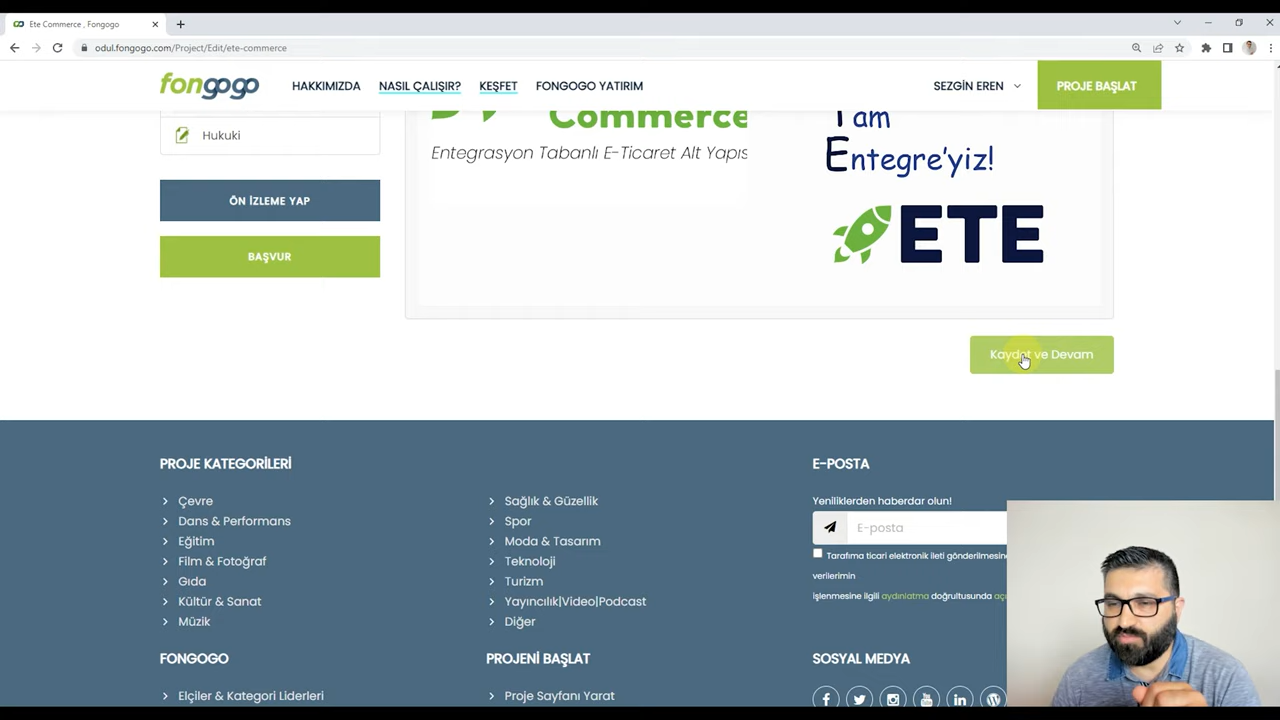 Ete Commerce , Fongogo
odul.fongogo.com/Project/Edit/ete-commerce
fongogo
HAKKIMIZDA
NASIL ÇALIŞIR?
KEŞFET
FONGOGO YATIRIM
SEZGİN EREN
PROJE BAŞLAT
Hukuki
ÖN İZLEME YAP
BAŞVUR
Commerce
Entegrasyon Tabanlı E-Ticaret Alt Yapıs
am
Entegre'yiz!
ETE
Kaydet ve Devam
PROJE KATEGORİLERİ
Çevre
Dans & Performans
Eğitim
Film & Fotoğraf
Gıda
Kültür & Sanat
Müzik
Sağlık & Güzellik
Spor
Moda & Tasarım
Teknoloji
Turizm
Yayıncılık|Video|Podcast
Diğer
E-POSTA
Yeniliklerden haberdar olun!
E-posta
Tarafıma ticari elektronik ileti gönderilmesin
verilerimin
işlenmesine ilgili aydınlatma doğrultusunda
FONGOGO
Elçiler & Kategori Liderleri
PROJENİ BAŞLAT
Proje Sayfanı Yarat
SOSYAL MEDYA